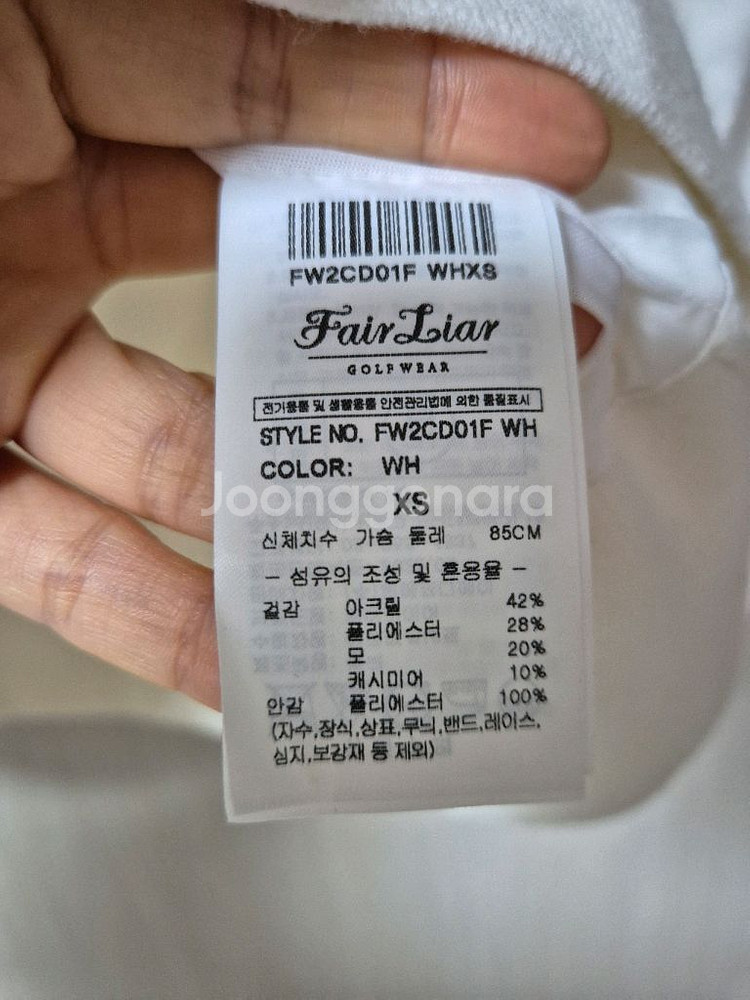 FW2CD01F WHXS
Fair Liar
GOLF WEAR
전기용품 및 생활용품 안전관리법에 의한 품질표시
STYLE NO. FW2CD01F WH
COLOR: WH
XS
Joonggonara
신체치수 가슴 둘레 85CM
- 섬유의 조성 및 혼용율 -
겉감 아크릴 42%
폴리에스터 28%
모 20%
캐시미어 10%
안감 폴리에스터 100%
(자수,장식,상표,무늬,밴드,레이스,
심지,보강재 등 제외)